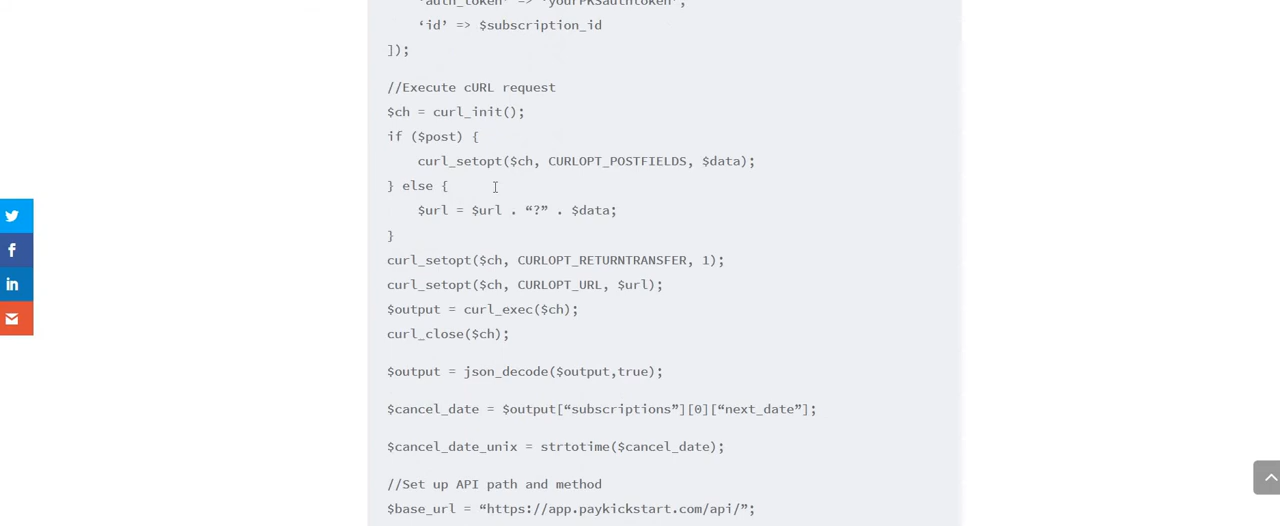 ‘auth_token’ => ‘yourPKSauthtoken’,
‘id’ => $subscription_id
]);
//Execute cURL request
$ch = curl_init();
if ($post) {
curl_setopt($ch, CURLOPT_POSTFIELDS, $data);
} else {
$url = $url . “?” . $data;
}
curl_setopt($ch, CURLOPT_RETURNTRANSFER, 1);
curl_setopt($ch, CURLOPT_URL, $url);
$output = curl_exec($ch);
curl_close($ch);
$output = json_decode($output,true);
$cancel_date = $output[“subscriptions”][0][“next_date”];
$cancel_date_unix = strtotime($cancel_date);
//Set up API path and method
$base_url = “https://app.paykickstart.com/api/”;